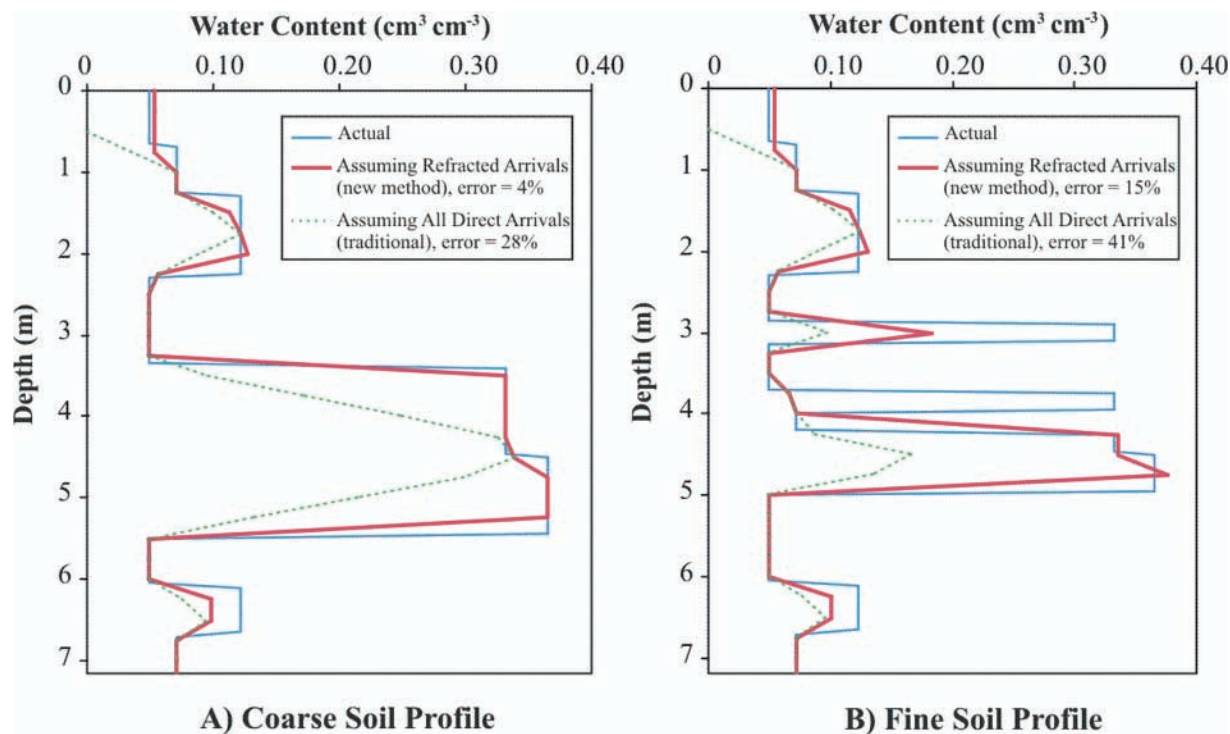 Water Content (cm³ cm⁻³)
0 0.10 0.20 0.30 0.40
0
1
2
3
4
5
6
7
Depth (m)
Actual
Assuming Refracted Arrivals
(new method), error = 4%
Assuming All Direct Arrivals
(traditional), error = 28%
A) Coarse Soil Profile
Water Content (cm³ cm⁻³)
0 0.10 0.20 0.30 0.40
0
1
2
3
4
5
6
7
Depth (m)
Actual
Assuming Refracted Arrivals
(new method), error = 15%
Assuming All Direct Arrivals
(traditional), error = 41%
B) Fine Soil Profile